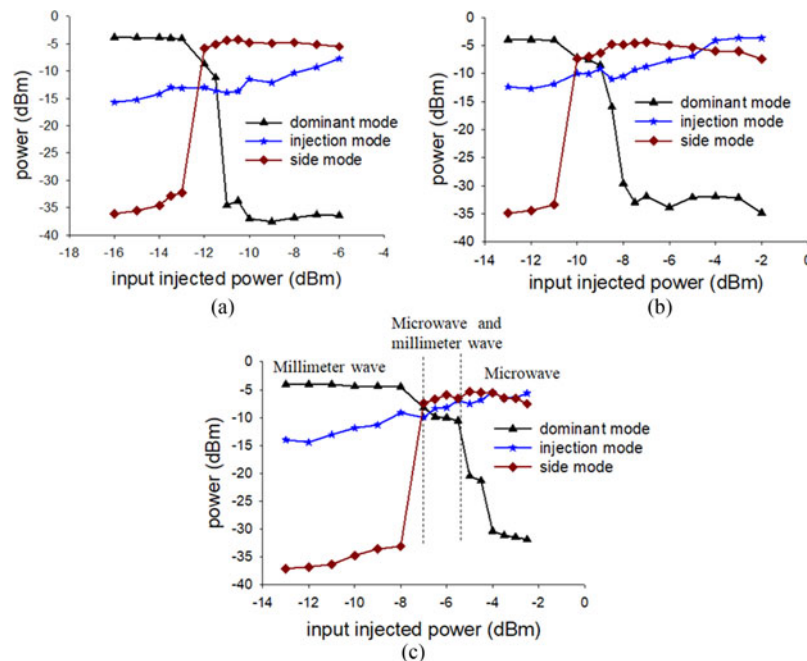 0
-5
-10
-15
-20
-25
-30
-35
-40
power (dBm)
dominant mode
injection mode
side mode
-18 -16 -14 -12 -10 -8 -6 -4
input injected power (dBm)
(a)
5
0
-5
-10
-15
-20
-25
-30
-35
-40
power (dBm)
dominant mode
injection mode
side mode
-14 -12 -10 -8 -6 -4 -2 0
input injected power (dBm)
(b)
Microwave and
millimeter wave
Millimeter wave
Microwave
0
-5
-10
-15
-20
-25
-30
-35
-40
power (dBm)
dominant mode
injection mode
side mode
-14 -12 -10 -8 -6 -4 -2 0
input injected power (dBm)
(c)